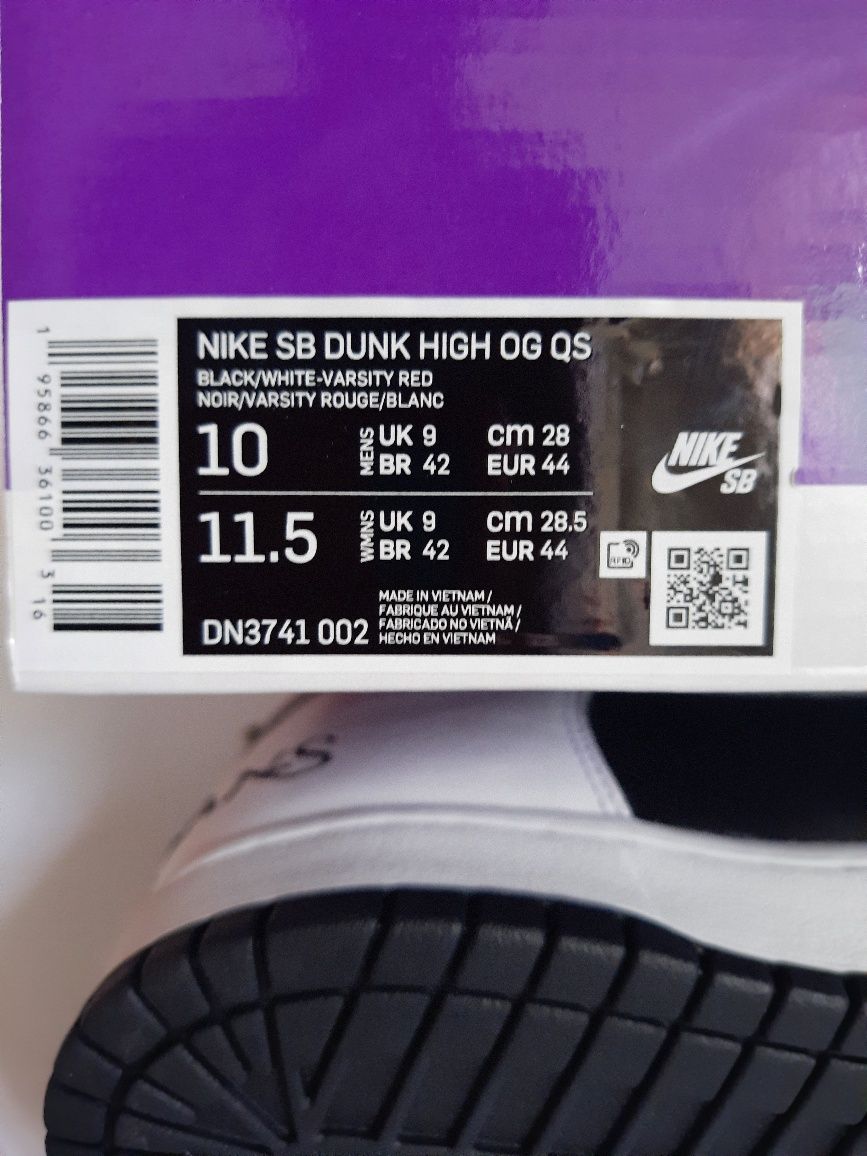 NIKE SB DUNK HIGH OG QS
BLACK/WHITE-VARSITY RED
NOIR/VARSITY ROUGE/BLANC
10 MENS UK 9 cm 28
BR 42 EUR 44
11.5 WMNS UK 9 cm 28.5
BR 42 EUR 44
DN3741 002
MADE IN VIETNAM /
FABRIQUE AU VIETNAM /
FABRICADO NO VIETNÃ /
HECHO EN VIETNAM
NIKE
SB
RFID
1 95866 36100 3 16